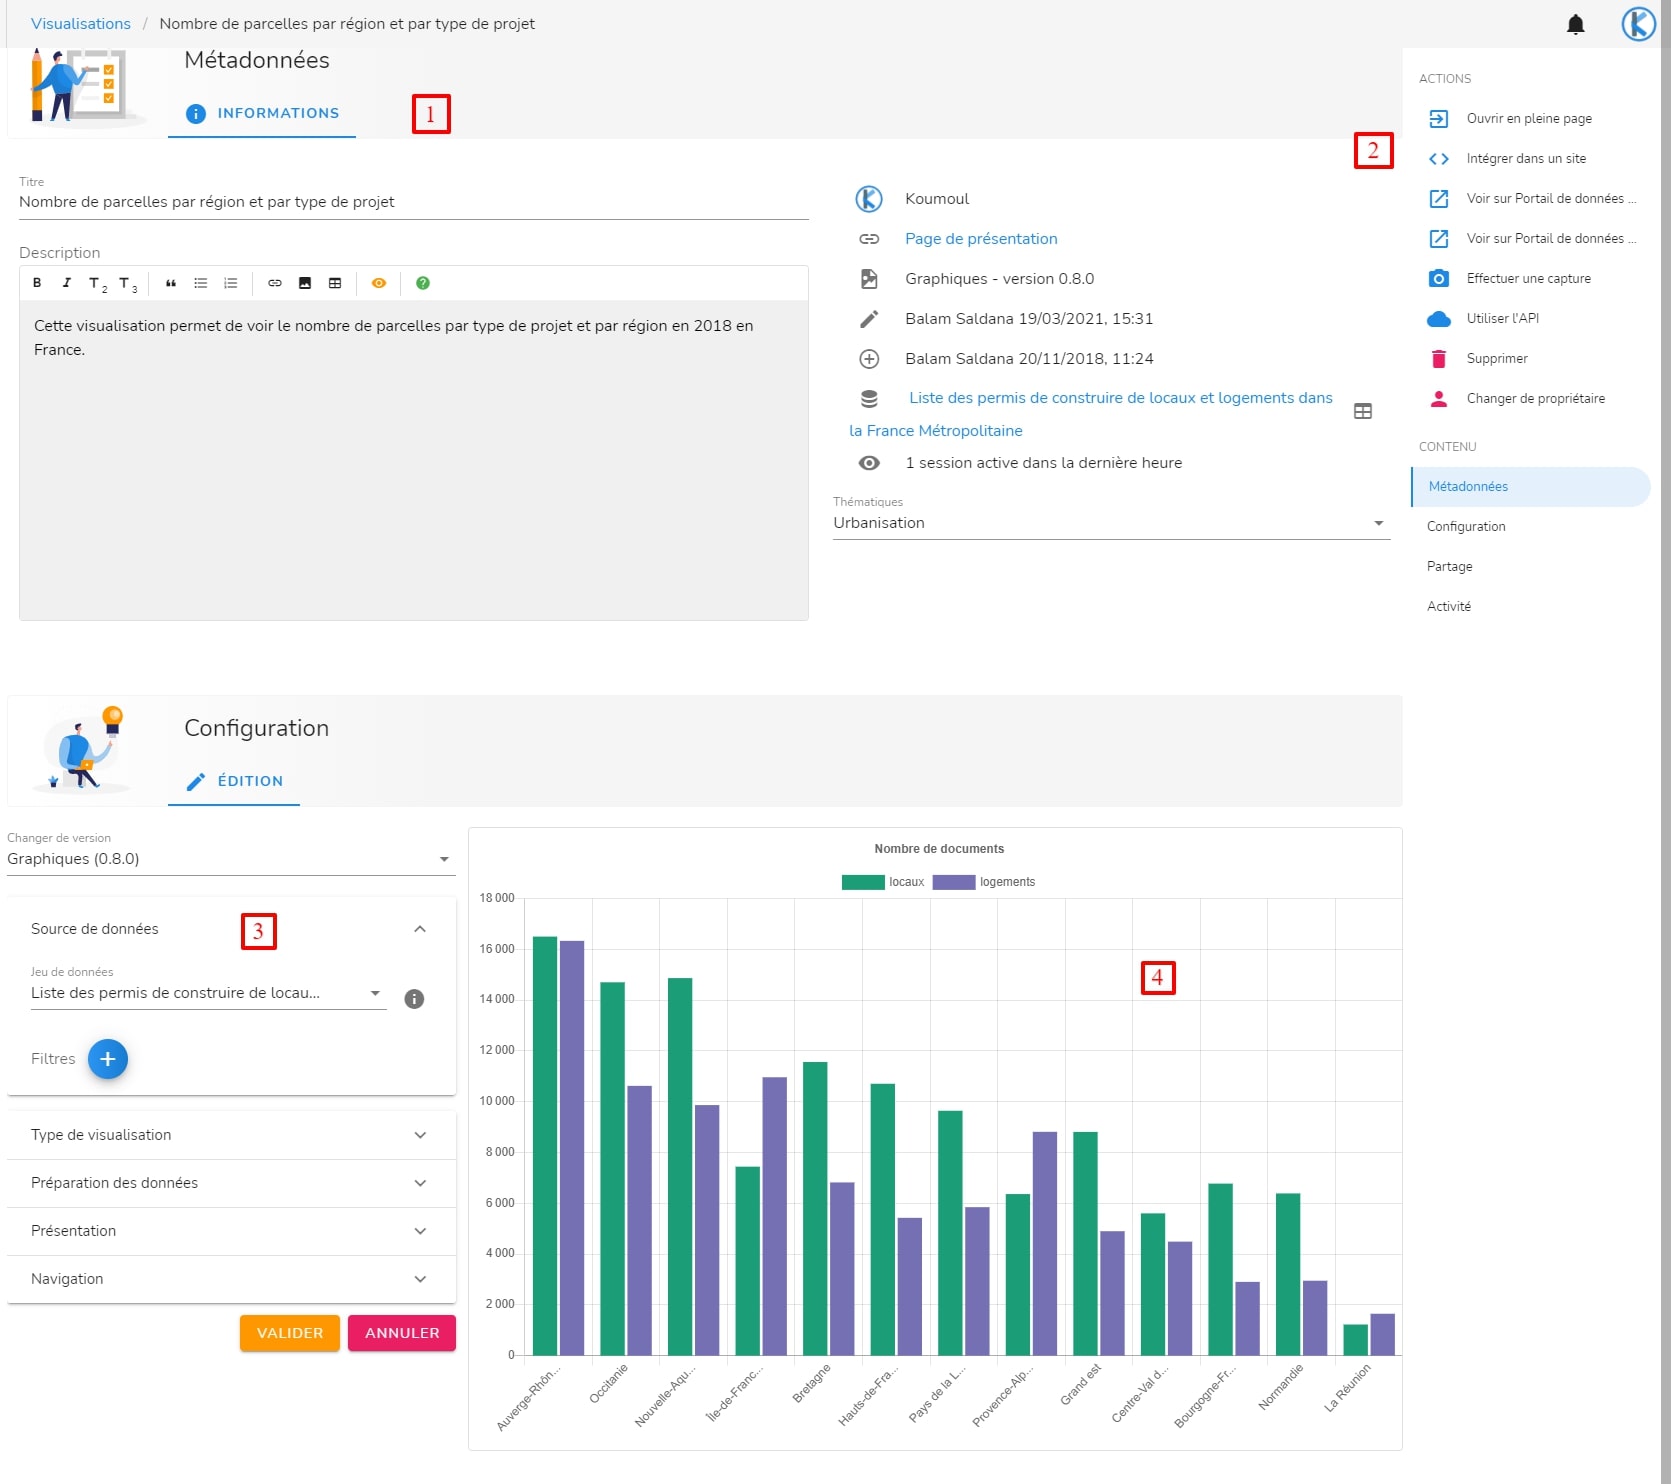 Visualisations / Nombre de parcelles par région et par type de projet
Métadonnées
INFORMATIONS
1
2
Titre
Nombre de parcelles par région et par type de projet
Description
B I T2 T3
Cette visualisation permet de voir le nombre de parcelles par type de projet et par région en 2018 en
France.
Koumoul
Page de présentation
Graphiques - version 0.8.0
Balam Saldana 19/03/2021, 15:31
Balam Saldana 20/11/2018, 11:24
Liste des permis de construire de locaux et logements dans
la France Métropolitaine
1 session active dans la dernière heure
Thématiques
Urbanisation
ACTIONS
Ouvrir en pleine page
Intégrer dans un site
Voir sur Portail de données ...
Voir sur Portail de données ...
Effectuer une capture
Utiliser l'API
Supprimer
Changer de propriétaire
CONTENU
Métadonnées
Configuration
Partage
Activité
Configuration
ÉDITION
Changer de version
Graphiques (0.8.0)
Source de données
3
Jeu de données
Liste des permis de construire de locau...
Filtres
Type de visualisation
Préparation des données
Présentation
Navigation
VALIDER
ANNULER
Nombre de documents
locaux
logements
4
18 000
16 000
14 000
12 000
10 000
8 000
6 000
4 000
2 000
0
Auverge-Rhôn...
Occitanie
Nouvelle-Aqu...
Île-de-Franc...
Bretagne
Hauts-de-Fra...
Pays de la L...
Provence-Alp...
Grand est
Centre-Val d...
Bourgogne-Fr...
Normandie
La Réunion